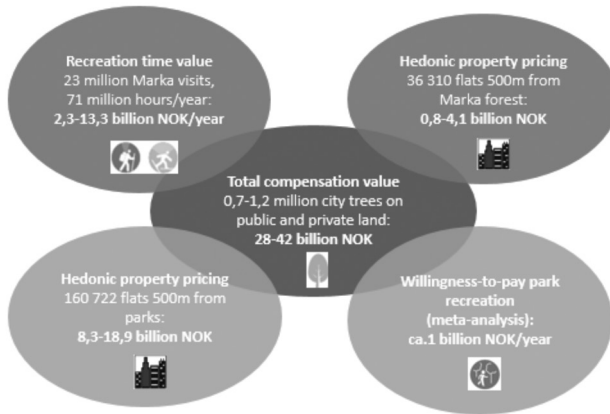 Recreation time value
23 million Marka visits,
71 million hours/year:
2,3-13,3 billion NOK/year
Hedonic property pricing
36 310 flats 500m from
Marka forest:
0,8-4,1 billion NOK
Total compensation value
0,7-1,2 million city trees on
public and private land:
28-42 billion NOK
Hedonic property pricing
160 722 flats 500m from
parks:
8,3-18,9 billion NOK
Willingness-to-pay park
recreation
(meta-analysis):
ca.1 billion NOK/year